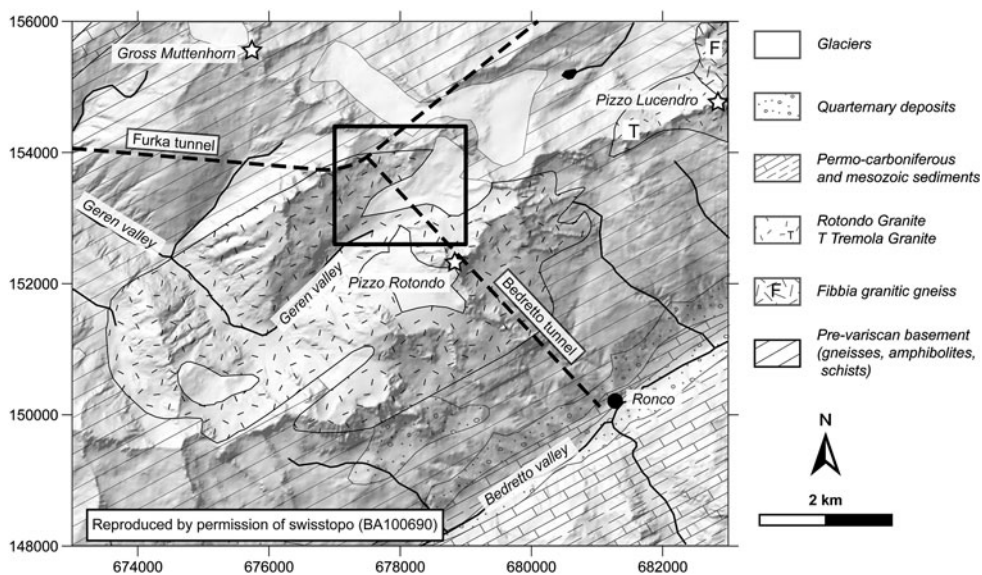 156000
154000
152000
150000
148000
674000
676000
678000
680000
682000
Gross Muttenhorn
F
Pizzo Lucendro
T
Furka tunnel
Geren valley
Geren valley
Pizzo Rotondo
Bedretto tunnel
Ronco
Bedretto valley
Reproduced by permission of swisstopo (BA100690)
Glaciers
Quarternary deposits
Permo-carboniferous
and mesozoic sediments
T
Rotondo Granite
T Tremola Granite
F
Fibbia granitic gneiss
Pre-variscan basement
(gneisses, amphibolites,
schists)
N
2 km